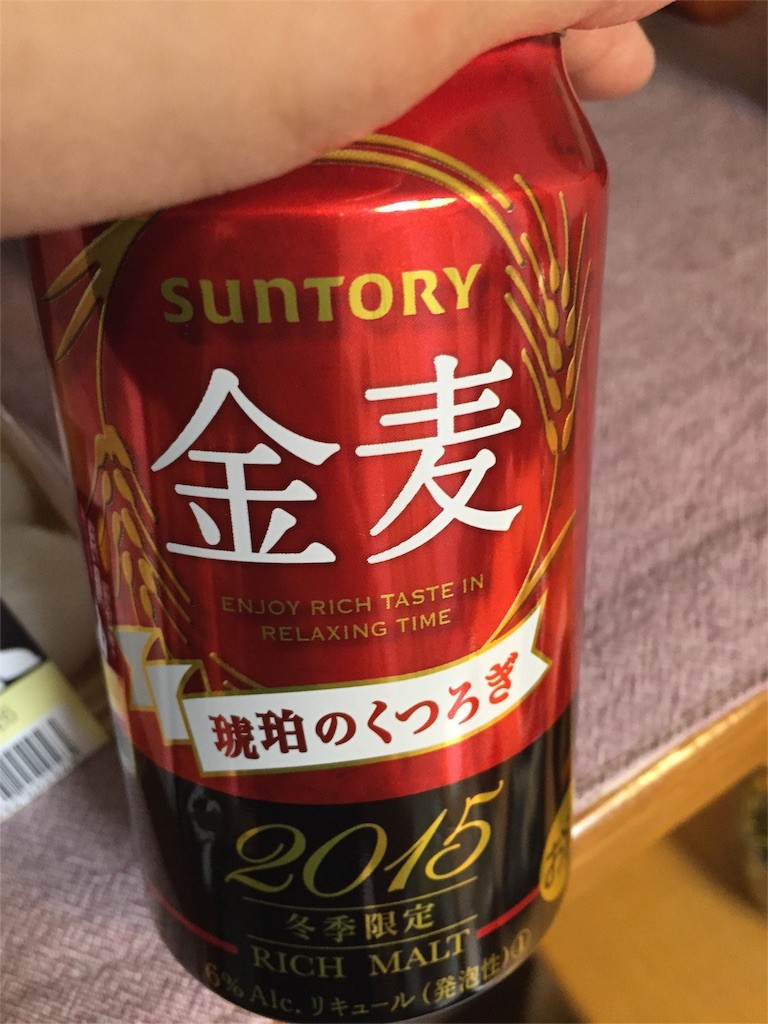 SUNTORY
金麦
ENJOY RICH TASTE IN
RELAXING TIME
琥珀のくつろぎ
2015
冬季限定
RICH MALT
6% Alc. リキュール(発泡性)①